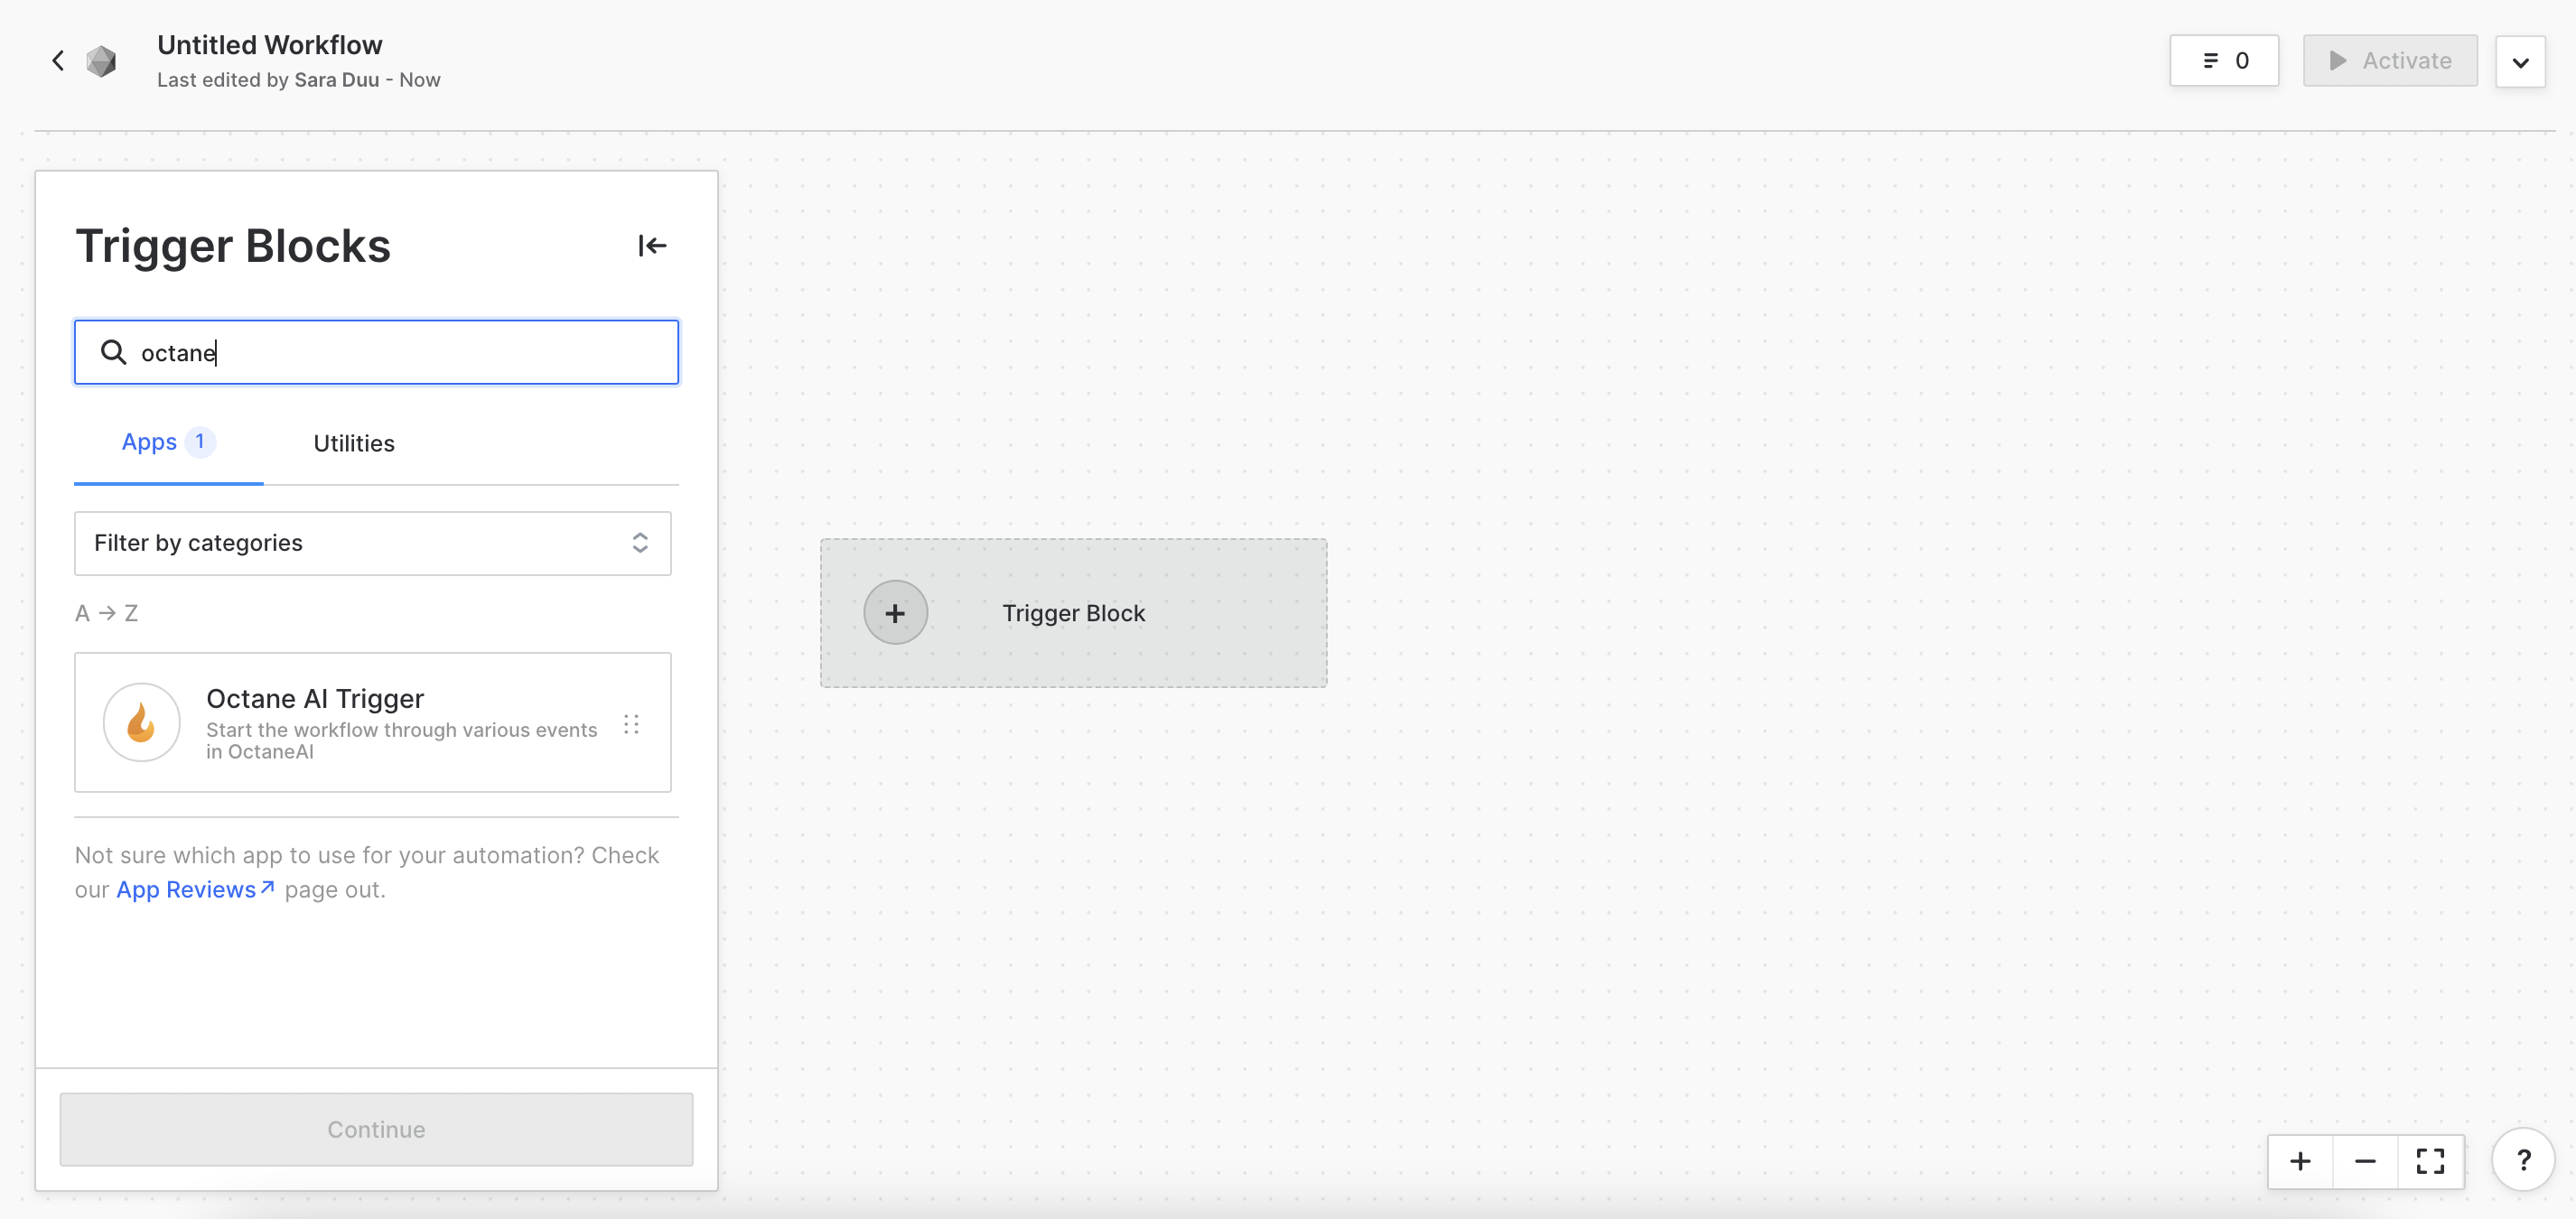 Untitled Workflow
Last edited by Sara Duu - Now
0
Activate
Trigger Blocks
octane
Apps 1
Utilities
Filter by categories
A → Z
Octane AI Trigger
Start the workflow through various events
in OctaneAI
Not sure which app to use for your automation? Check
our App Reviews↗ page out.
Continue
+ Trigger Block
+ −
?